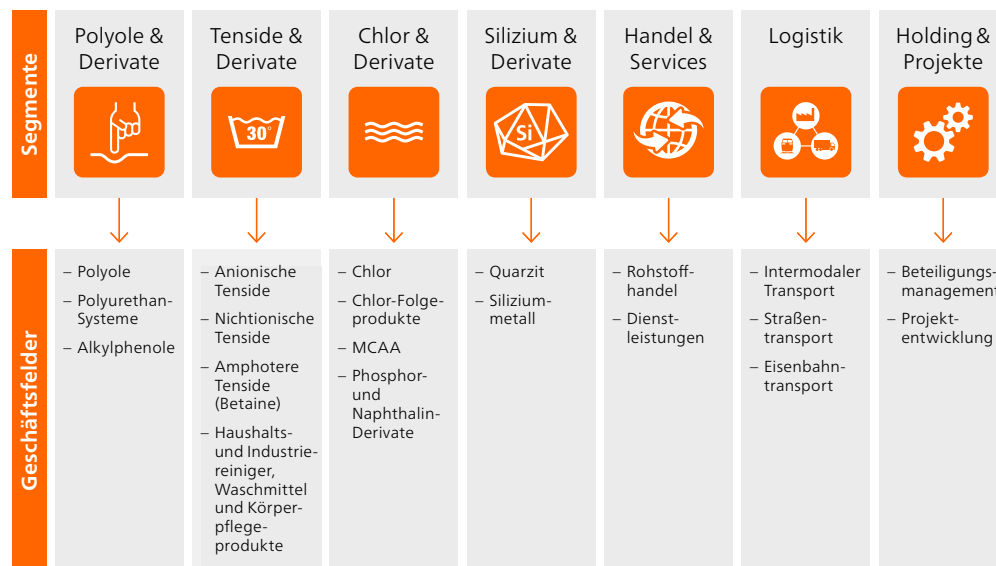 Segmente
Polyole &
Derivate
Tenside &
Derivate
30°
Chlor &
Derivate
Silizium &
Derivate
Si
Handel &
Services
Logistik
Holding &
Projekte
Geschäftsfelder
– Polyole
– Polyurethan-
Systeme
– Alkylphenole
– Anionische
Tenside
– Nichtionische
Tenside
– Amphotere
Tenside
(Betaine)
– Haushalts-
und Industrie-
reiniger,
Waschmittel
und Körper-
pflege-
produkte
– Chlor
– Chlor-Folge-
produkte
– MCAA
– Phosphor-
und
Naphthalin-
Derivate
– Quarzit
– Silizium-
metall
– Rohstoff-
handel
– Dienst-
leistungen
– Intermodaler
Transport
– Straßen-
transport
– Eisenbahn-
transport
– Beteiligungs-
management
– Projekt-
entwicklung